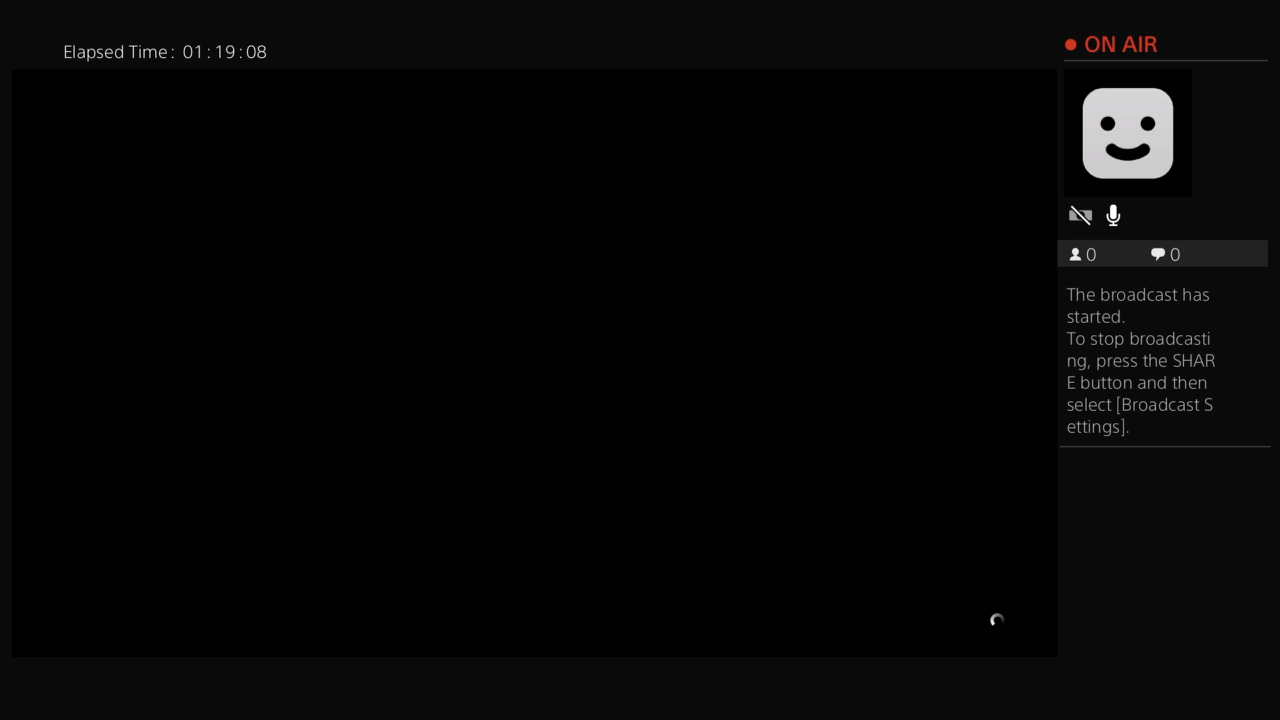 Elapsed Time: 01:19:08
ON AIR
0 0
The broadcast has
started.
To stop broadcasti
ng, press the SHAR
E button and then
select [Broadcast S
ettings].